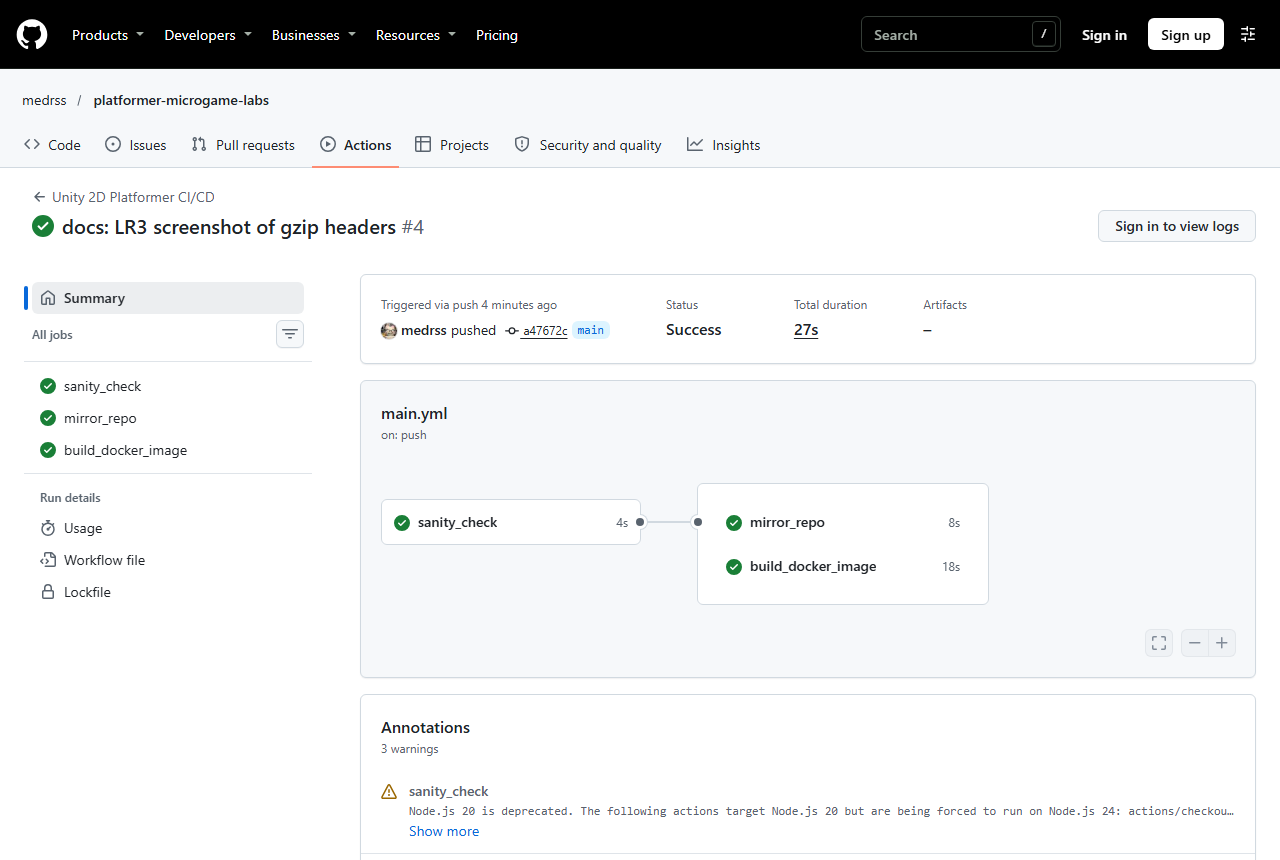 Products Developers Businesses Resources Pricing Search / Sign in Sign up
medrss / platformer-microgame-labs
Code Issues Pull requests Actions Projects Security and quality Insights
Unity 2D Platformer CI/CD
docs: LR3 screenshot of gzip headers #4
Sign in to view logs
Summary
All jobs
sanity_check
mirror_repo
build_docker_image
Run details
Usage
Workflow file
Lockfile
Triggered via push 4 minutes ago
medrss pushed a47672c main
Status
Success
Total duration
27s
Artifacts
–
main.yml
on: push
sanity_check 4s
mirror_repo 8s
build_docker_image 18s
Annotations
3 warnings
sanity_check
Node.js 20 is deprecated. The following actions target Node.js 20 but are being forced to run on Node.js 24: actions/checkou…
Show more